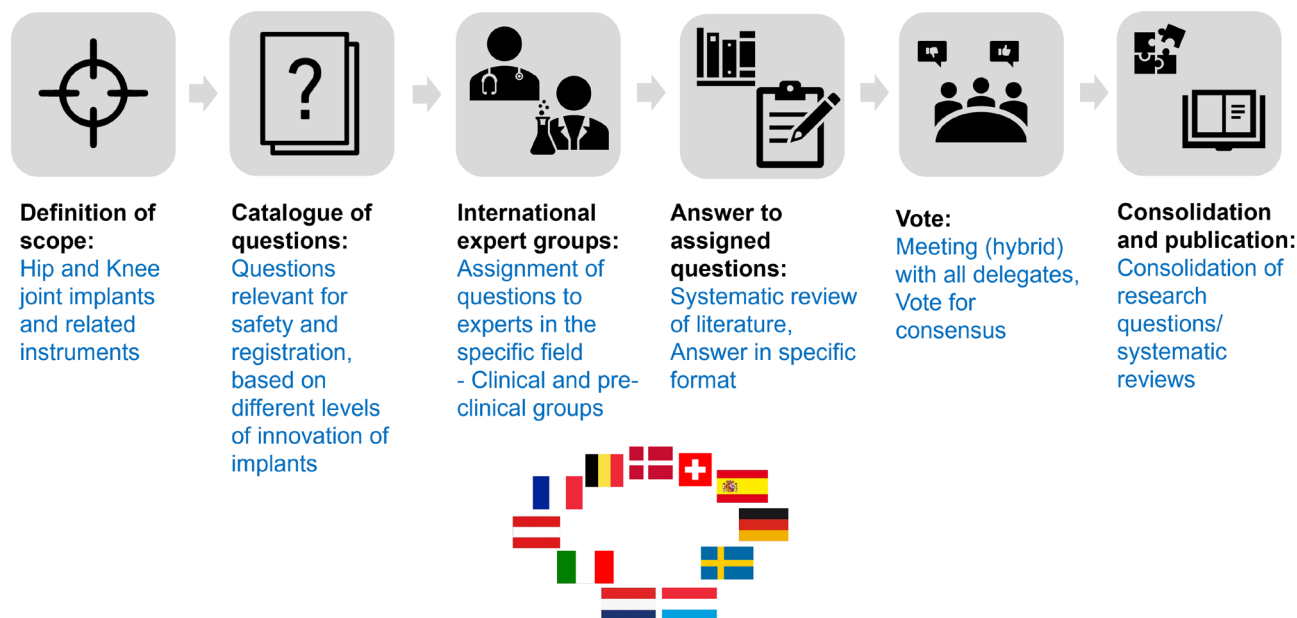 ?
Definition of
scope:
Hip and Knee
joint implants
and related
instruments
Catalogue of
questions:
Questions
relevant for
safety and
registration,
based on
different levels
of innovation of
implants
International
expert groups:
Assignment of
questions to
experts in the
specific field
- Clinical and pre-
clinical groups
Answer to
assigned
questions:
Systematic review
of literature,
Answer in specific
format
Vote:
Meeting (hybrid)
with all delegates,
Vote for
consensus
Consolidation
and publication:
Consolidation of
research
questions/
systematic
reviews